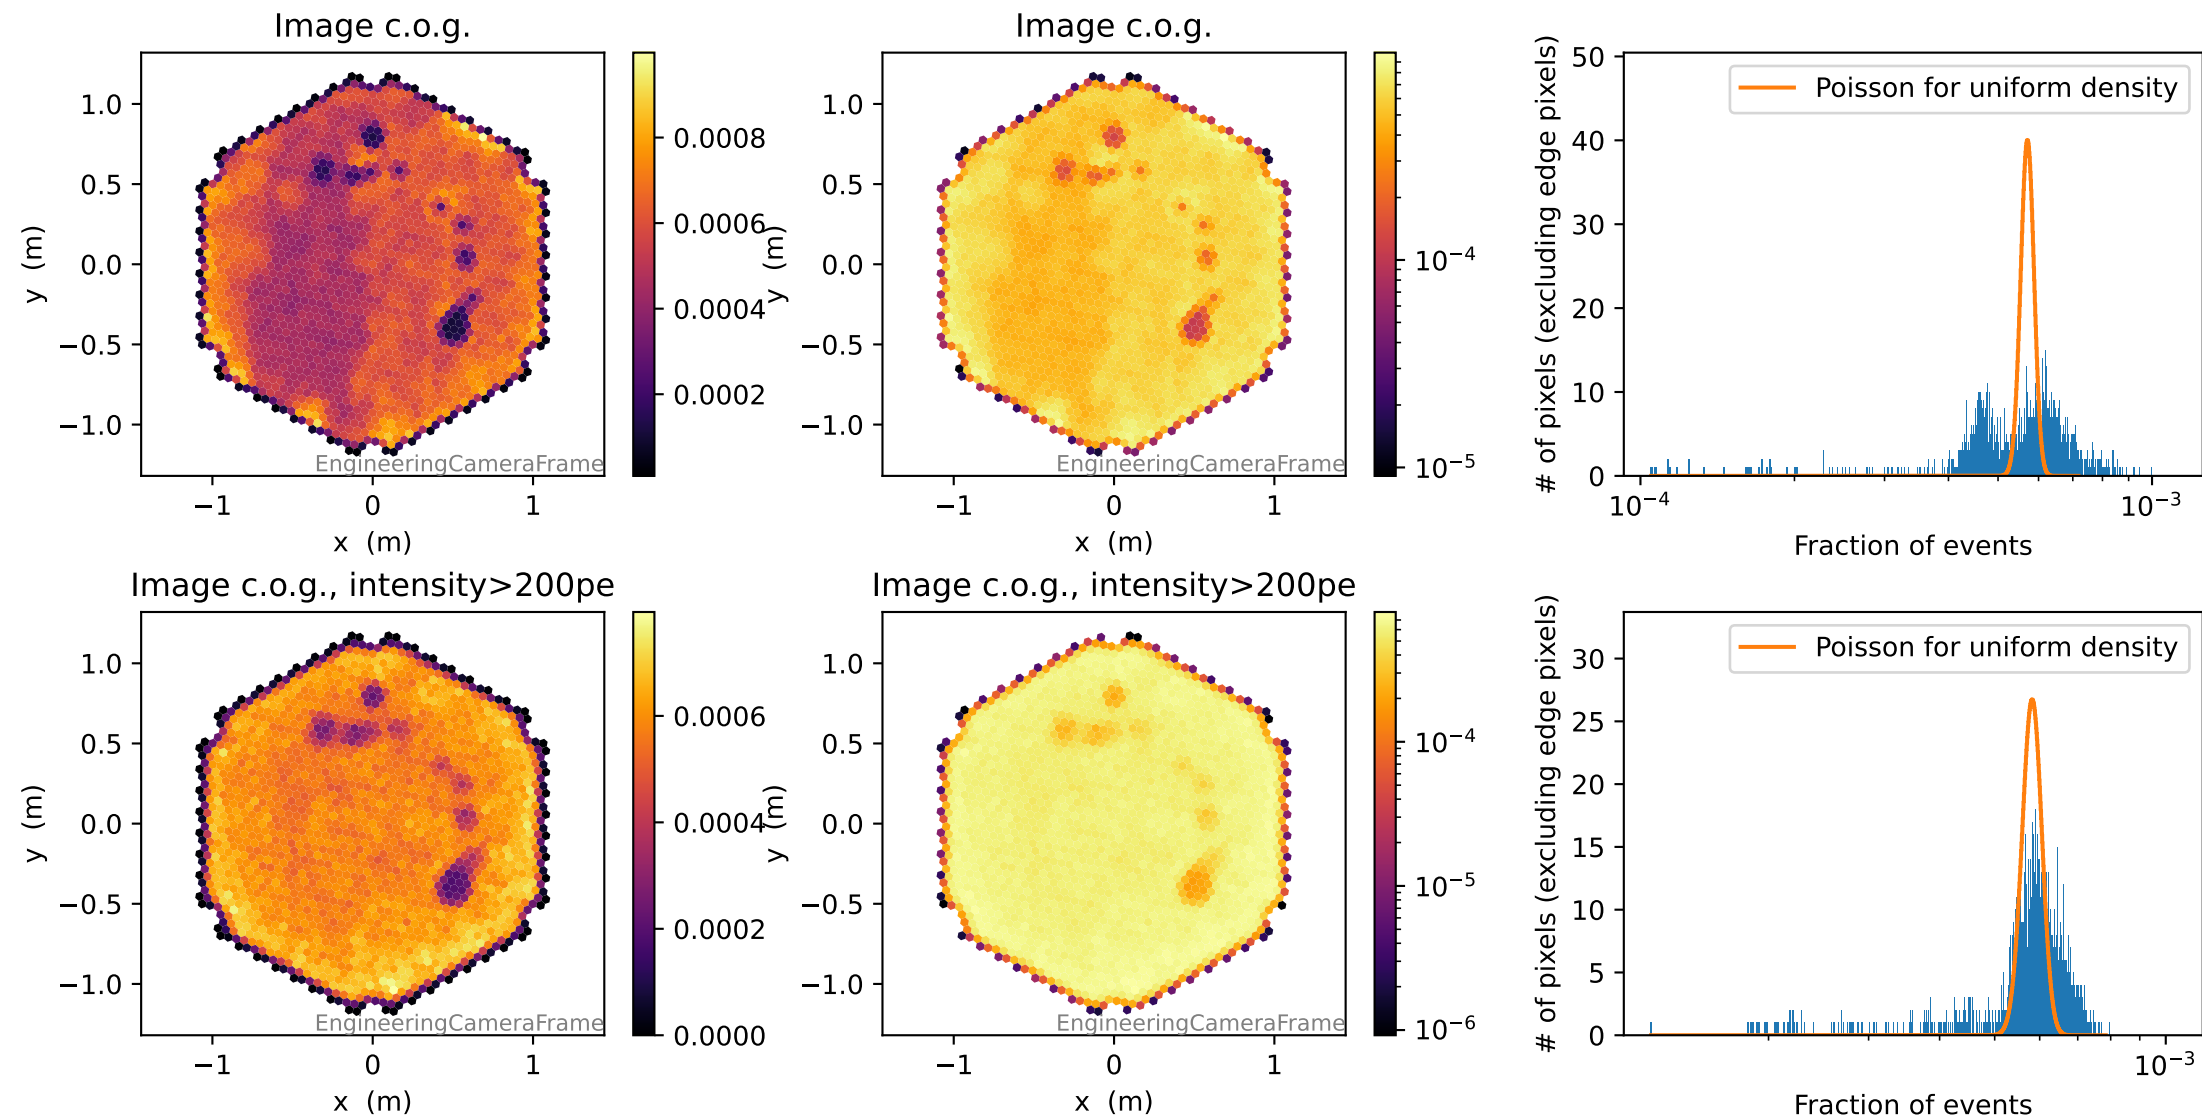 Image c.o.g.
1.0
0.5
0.0
−0.5
−1.0
y (m)
−1 0 1
x (m)
EngineeringCameraFrame
0.0008
0.0006
0.0004
0.0002
Image c.o.g.
1.0
0.5
0.0
−0.5
−1.0
y (m)
−1 0 1
x (m)
EngineeringCameraFrame
10−4
10−5
50
40
30
20
10
0
# of pixels (excluding edge pixels)
Poisson for uniform density
10−4 10−3
Fraction of events
Image c.o.g., intensity>200pe
1.0
0.5
0.0
−0.5
−1.0
y (m)
−1 0 1
x (m)
EngineeringCameraFrame
0.0006
0.0004
0.0002
0.0000
Image c.o.g., intensity>200pe
1.0
0.5
0.0
−0.5
−1.0
y (m)
−1 0 1
x (m)
EngineeringCameraFrame
10−4
10−5
10−6
30
25
20
15
10
5
0
# of pixels (excluding edge pixels)
Poisson for uniform density
10−3
Fraction of events